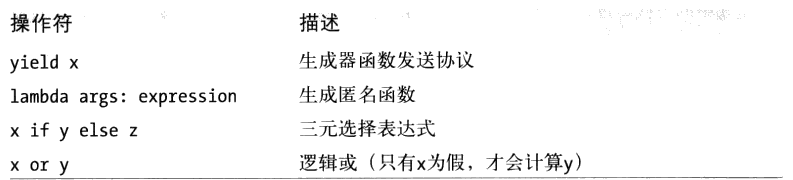 操作符 描述
yield x 生成器函数发送协议
lambda args: expression 生成匿名函数
x if y else z 三元选择表达式
x or y 逻辑或（只有x为假，才会计算y）